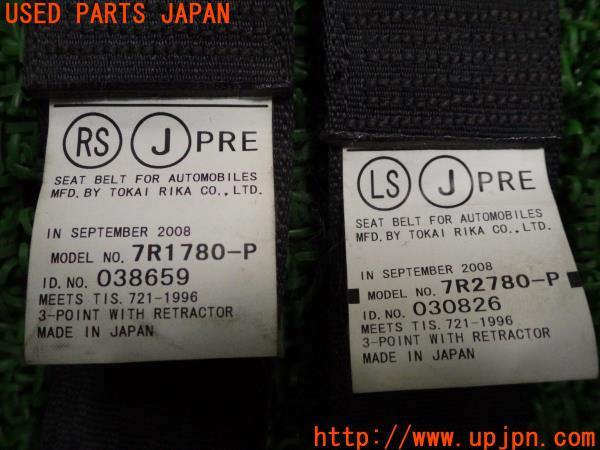 USED PARTS JAPAN
RS J PRE
SEAT BELT FOR AUTOMOBILES
MFD. BY TOKAI RIKA CO., LTD.
IN SEPTEMBER 2008
MODEL NO. 7R1780-P
ID. NO. 038659
MEETS TIS. 721-1996
3-POINT WITH RETRACTOR
MADE IN JAPAN
LS J PRE
SEAT BELT FOR AUTOMOBILES
MFD. BY TOKAI RIKA CO., LTD.
IN SEPTEMBER 2008
MODEL NO. 7R2780-P
ID. NO. 030826
MEETS TIS. 721-1996
3-POINT WITH RETRACTOR
MADE IN JAPAN
UPJ
http://www.upjpn.com/